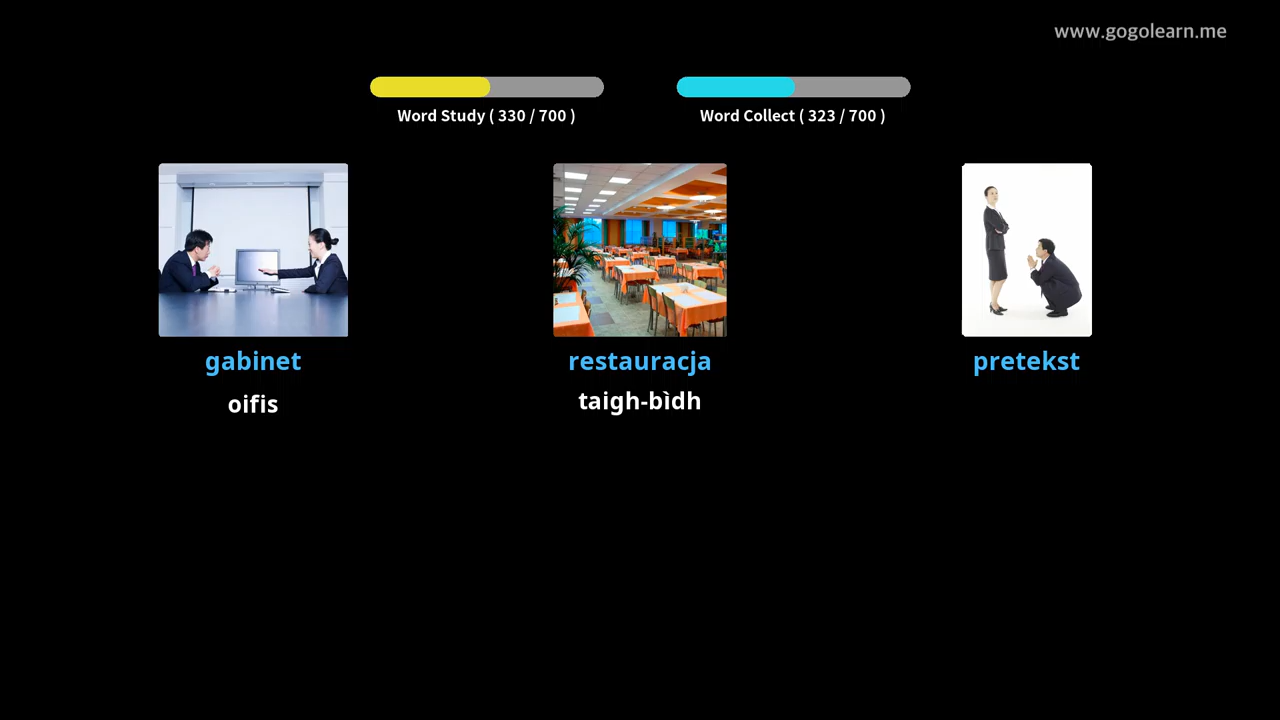 www.gogolearn.me
Word Study ( 330 / 700 )
Word Collect ( 323 / 700 )
gabinet
restauracja
pretekst
oifis
taigh-bìdh